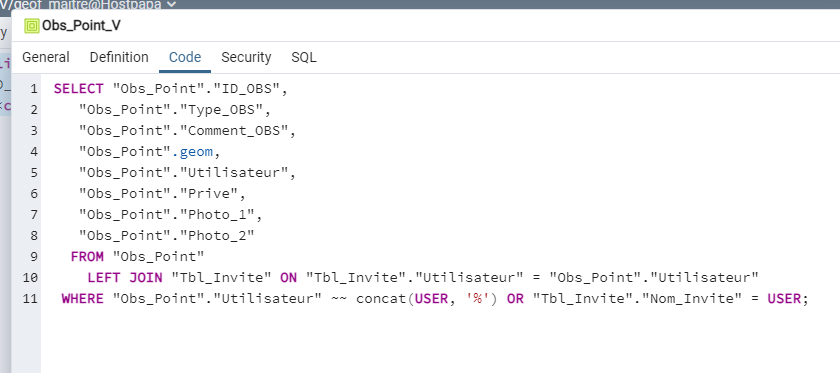 V/geof_maitre@Hostpapa
Obs_Point_V
General Definition Code Security SQL
1 SELECT "Obs_Point"."ID_OBS",
2 "Obs_Point"."Type_OBS",
3 "Obs_Point"."Comment_OBS",
4 "Obs_Point".geom,
5 "Obs_Point"."Utilisateur",
6 "Obs_Point"."Prive",
7 "Obs_Point"."Photo_1",
8 "Obs_Point"."Photo_2"
9 FROM "Obs_Point"
10 LEFT JOIN "Tbl_Invite" ON "Tbl_Invite"."Utilisateur" = "Obs_Point"."Utilisateur"
11 WHERE "Obs_Point"."Utilisateur" ~~ concat(USER, '%') OR "Tbl_Invite"."Nom_Invite" = USER;